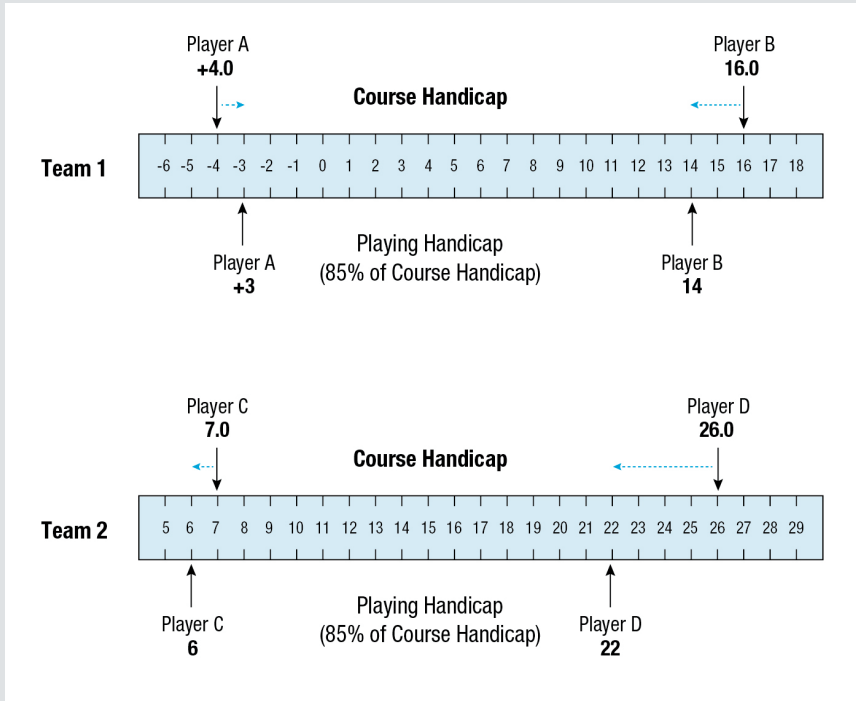 Player A
+4.0
Player B
16.0
Course Handicap
Team 1
-6 -5 -4 -3 -2 -1 0 1 2 3 4 5 6 7 8 9 10 11 12 13 14 15 16 17 18
Player A
+3
Playing Handicap
(85% of Course Handicap)
Player B
14
Player C
7.0
Player D
26.0
Course Handicap
Team 2
5 6 7 8 9 10 11 12 13 14 15 16 17 18 19 20 21 22 23 24 25 26 27 28 29
Player C
6
Playing Handicap
(85% of Course Handicap)
Player D
22